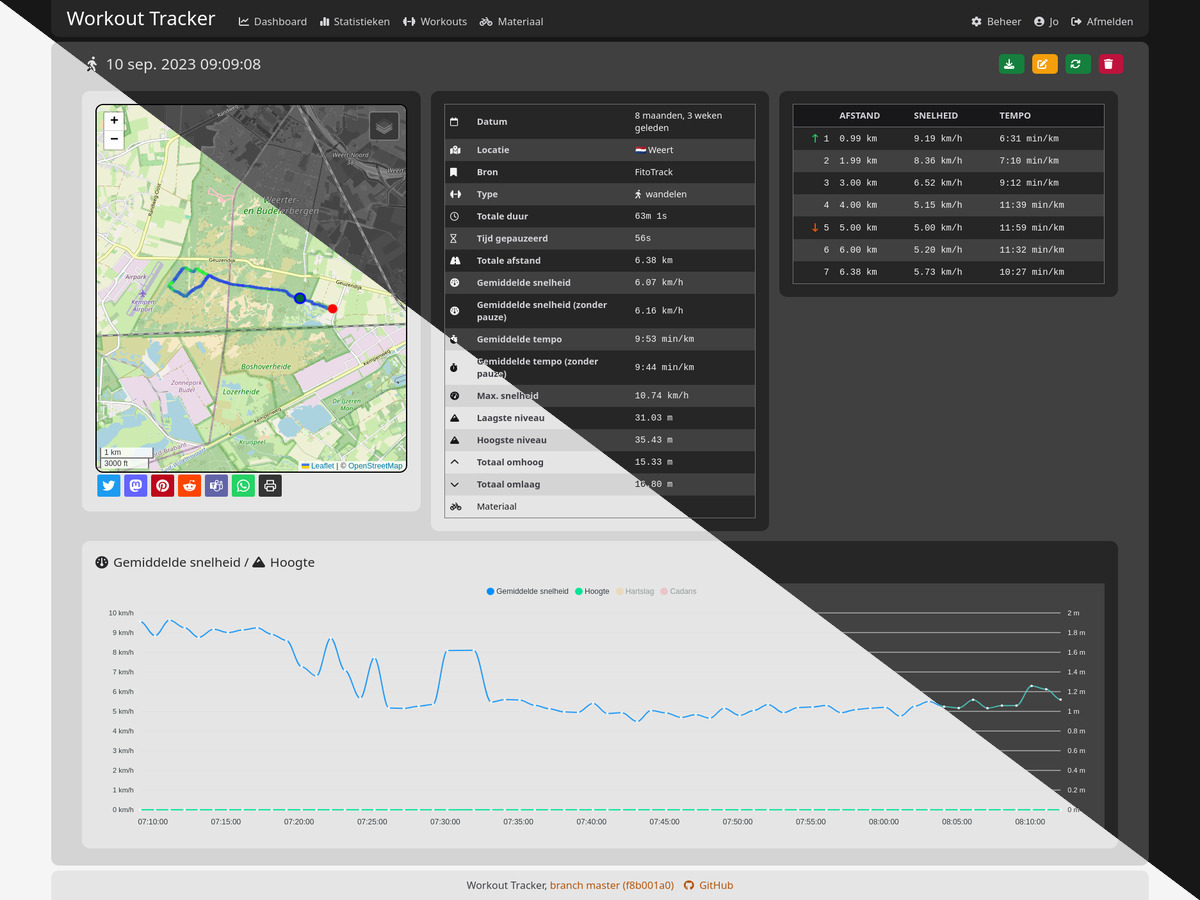 Workout Tracker
Dashboard
Statistieken
Workouts
Materiaal
Beheer
Jo
Afmelden
10 sep. 2023 09:09:08
+
−
Weert-Noord
Weerter-
en Buderbergen
Geuzendijk
Geuzendijk
Airpark
Kempen
Airport
Kempenweg
Boshoverheide
Zonnepark
Budel
Lozerheide
De IJzeren
Man
Kempenweg
Kruispeel
1 km
3000 ft
Leaflet | © OpenStreetMap
Datum 8 maanden, 3 weken
geleden
Locatie 🇳🇱 Weert
Bron FitoTrack
Type wandelen
Totale duur 63m 1s
Tijd gepauzeerd 56s
Totale afstand 6.38 km
Gemiddelde snelheid 6.07 km/h
Gemiddelde snelheid (zonder
pauze) 6.16 km/h
Gemiddelde tempo 9:53 min/km
Gemiddelde tempo (zonder
pauze) 9:44 min/km
Max. snelheid 10.74 km/h
Laagste niveau 31.03 m
Hoogste niveau 35.43 m
Totaal omhoog 15.33 m
Totaal omlaag 16.80 m
Materiaal
AFSTAND SNELHEID TEMPO
↑ 1 0.99 km 9.19 km/h 6:31 min/km
2 1.99 km 8.36 km/h 7:10 min/km
3 3.00 km 6.52 km/h 9:12 min/km
4 4.00 km 5.15 km/h 11:39 min/km
↓ 5 5.00 km 5.00 km/h 11:59 min/km
6 6.00 km 5.20 km/h 11:32 min/km
7 6.38 km 5.73 km/h 10:27 min/km
Gemiddelde snelheid / Hoogte
Gemiddelde snelheid Hoogte Hartslag Cadans
10 km/h 2 m
9 km/h 1.8 m
8 km/h 1.6 m
7 km/h 1.4 m
6 km/h 1.2 m
5 km/h 1 m
4 km/h 0.8 m
3 km/h 0.6 m
2 km/h 0.4 m
1 km/h 0.2 m
0 km/h 0 m
07:10:00 07:15:00 07:20:00 07:25:00 07:30:00 07:35:00 07:40:00 07:45:00 07:50:00 07:55:00 08:00:00 08:05:00 08:10:00
Workout Tracker, branch master (f8b001a0) GitHub